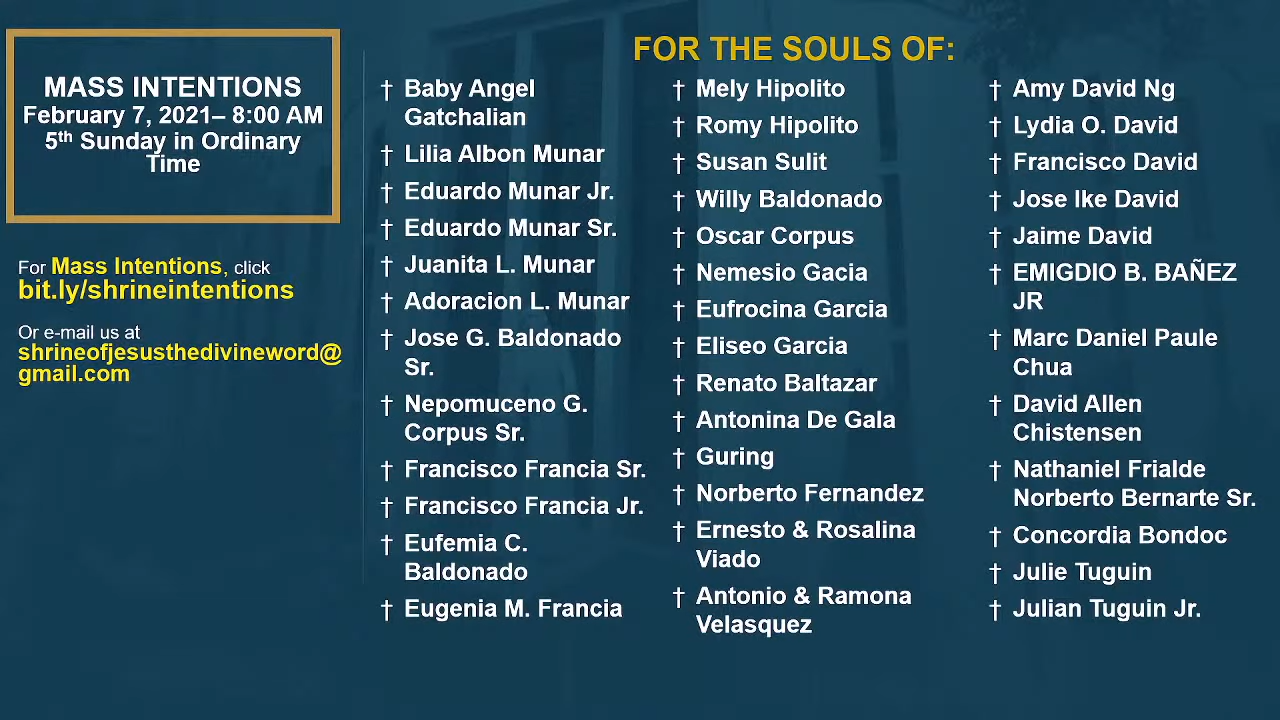 MASS INTENTIONS
February 7, 2021– 8:00 AM
5th Sunday in Ordinary
Time
For Mass Intentions, click
bit.ly/shrineintentions
Or e-mail us at
shrineofjesusthedivineword@
gmail.com
FOR THE SOULS OF:
† Baby Angel
Gatchalian
† Lilia Albon Munar
† Eduardo Munar Jr.
† Eduardo Munar Sr.
† Juanita L. Munar
† Adoracion L. Munar
† Jose G. Baldonado
Sr.
† Nepomuceno G.
Corpus Sr.
† Francisco Francia Sr.
† Francisco Francia Jr.
† Eufemia C.
Baldonado
† Eugenia M. Francia
† Mely Hipolito
† Romy Hipolito
† Susan Sulit
† Willy Baldonado
† Oscar Corpus
† Nemesio Gacia
† Eufrocina Garcia
† Eliseo Garcia
† Renato Baltazar
† Antonina De Gala
† Guring
† Norberto Fernandez
† Ernesto & Rosalina
Viado
† Antonio & Ramona
Velasquez
† Amy David Ng
† Lydia O. David
† Francisco David
† Jose Ike David
† Jaime David
† EMIGDIO B. BAÑEZ
JR
† Marc Daniel Paule
Chua
† David Allen
Chistensen
† Nathaniel Frialde
Norberto Bernarte Sr.
† Concordia Bondoc
† Julie Tuguin
† Julian Tuguin Jr.